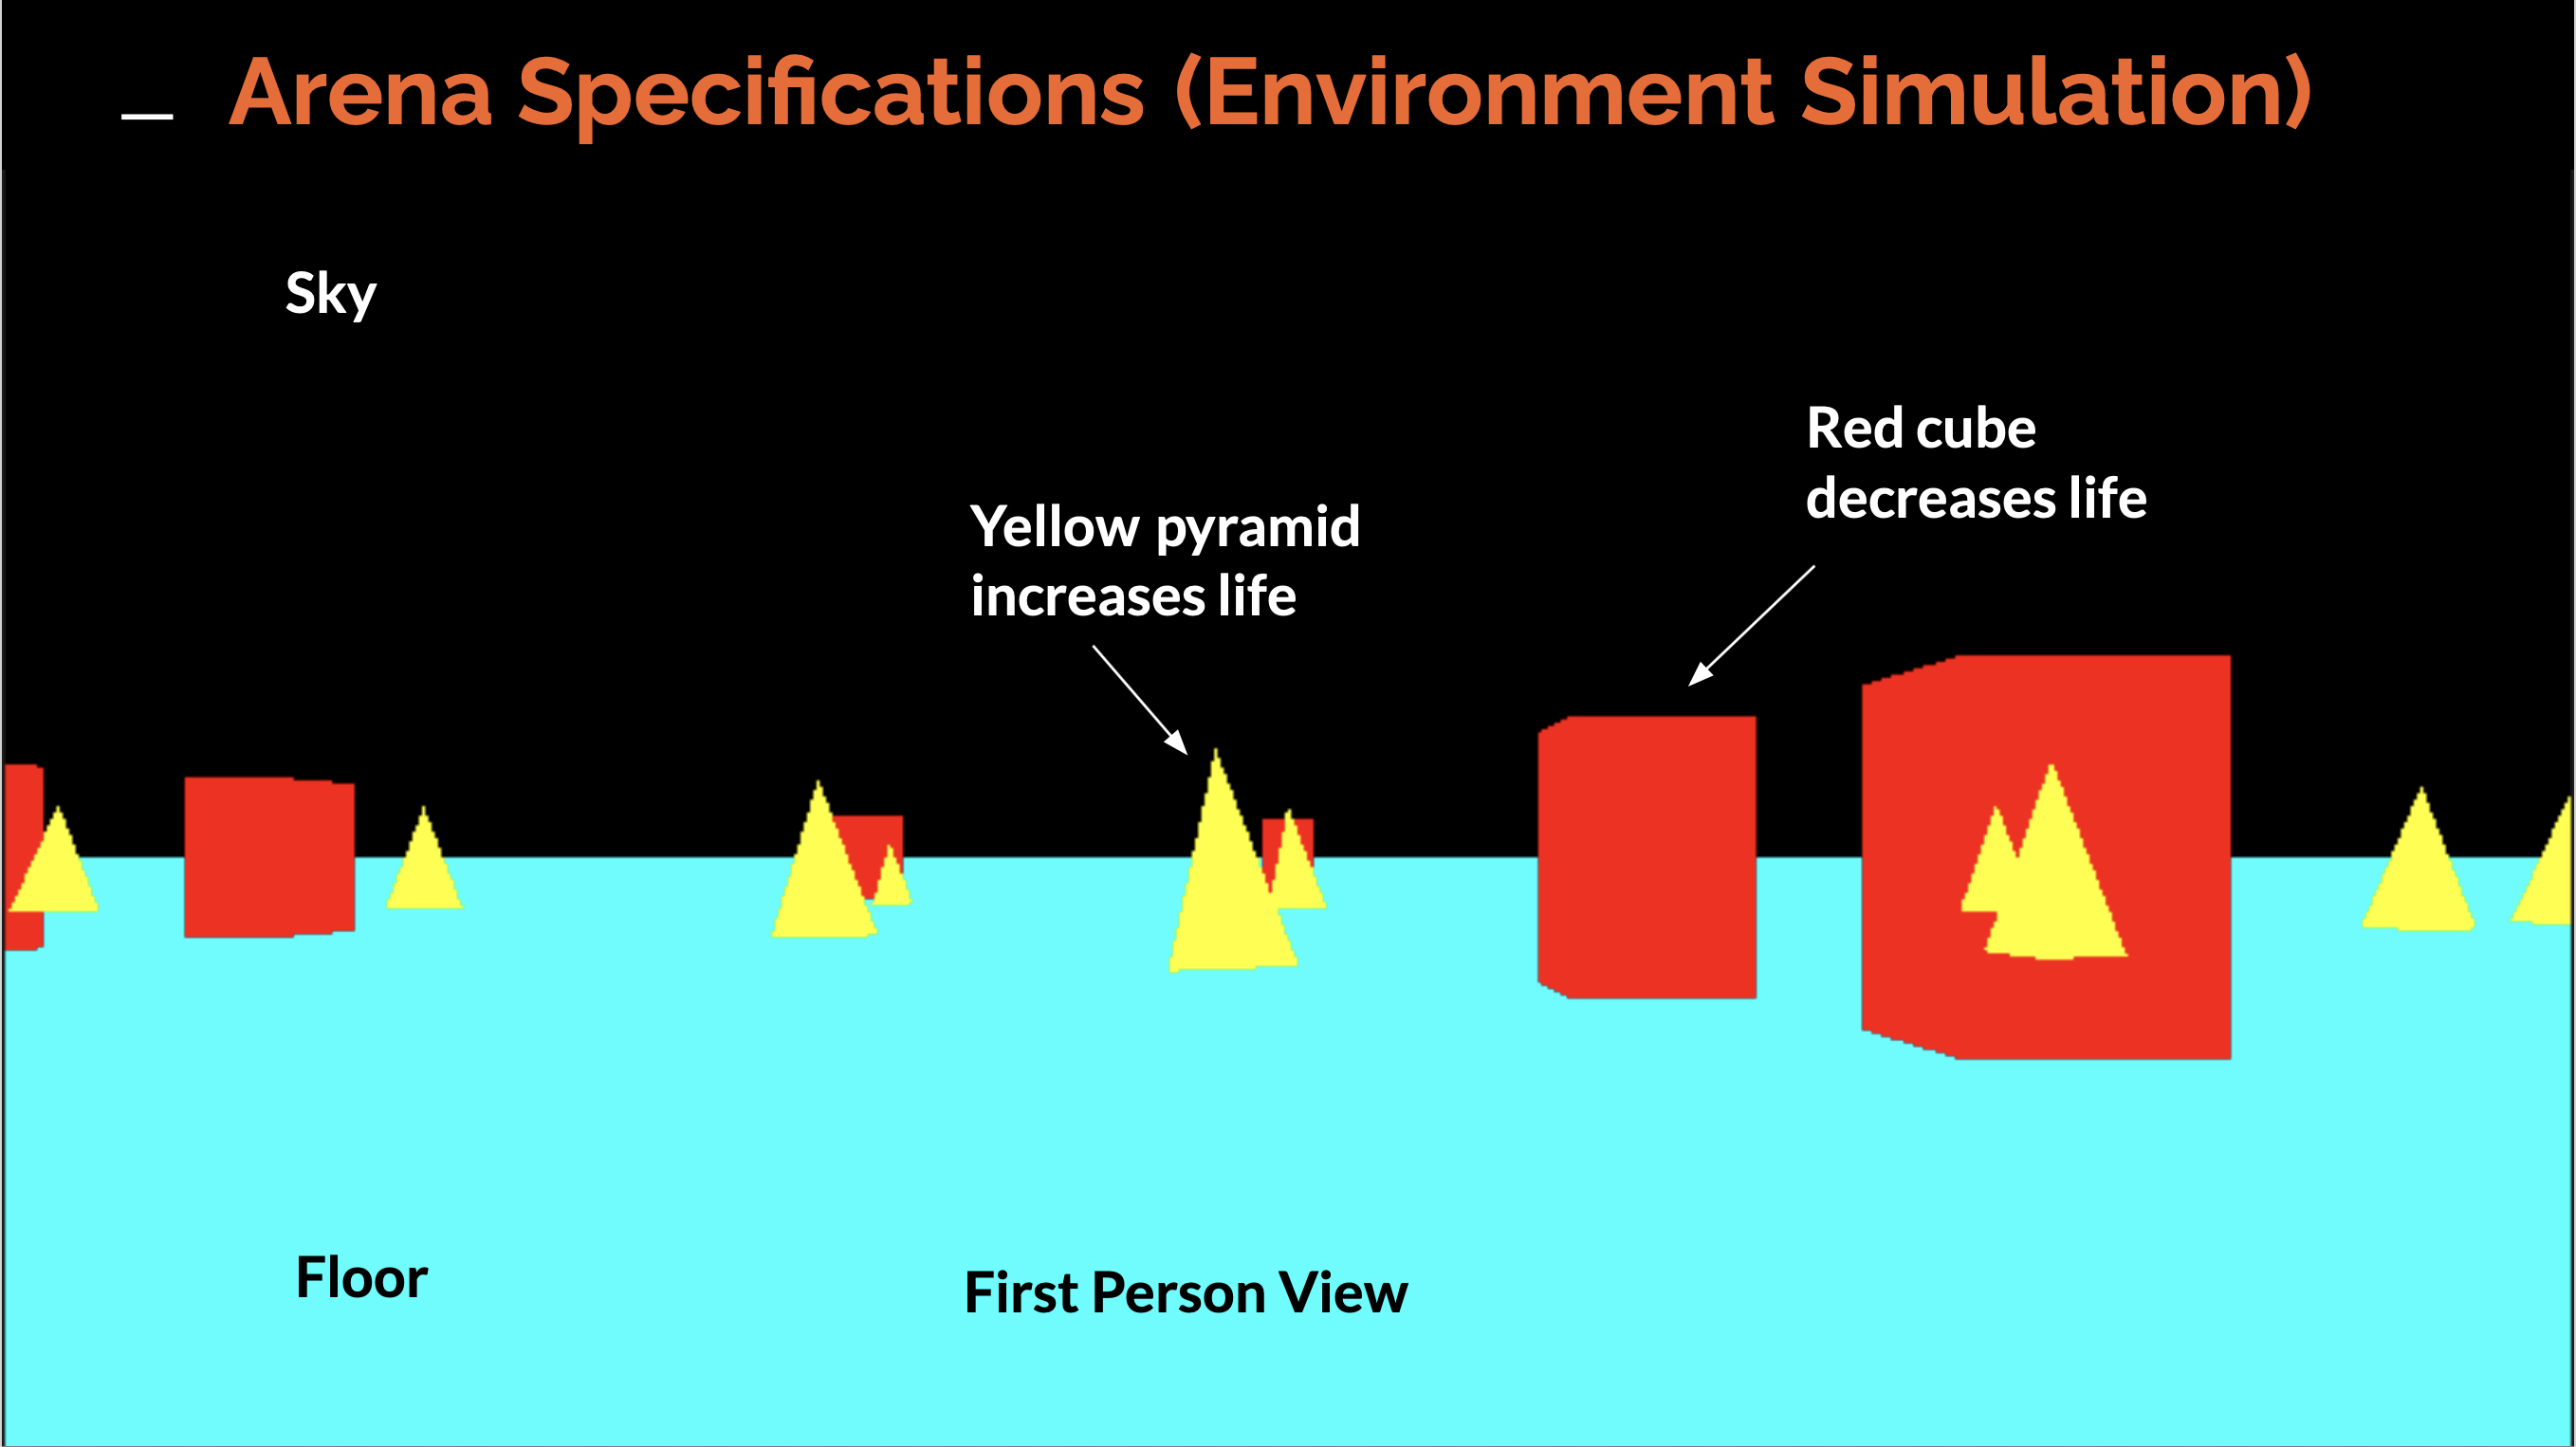 Arena Specifications (Environment Simulation)
Sky
Red cube
decreases life
Yellow pyramid
increases life
Floor
First Person View